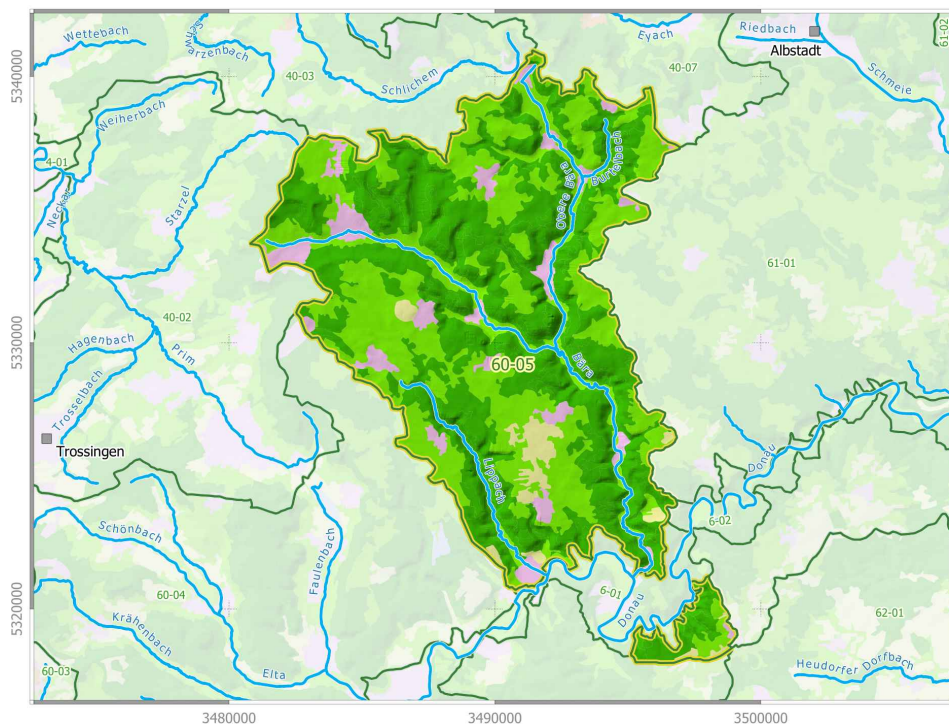 Wettebach
Schwarzenbach
40-03
Schlichem
Eyach
40-07
Riedbach
Albstadt
Schmeie
61-02
5340000
Weiherbach
4-01
Neckar
Starzel
Obere Bära
Bürtelbach
61-01
40-02
Hagenbach
Prim
5330000
Trosselbach
60-05
Bära
Trossingen
Lippach
Donau
6-02
Schönbach
Faulenbach
60-04
6-01
Donau
5320000
Krähenbach
62-01
Elta
60-03
Heudorfer Dorfbach
3480000
3490000
3500000